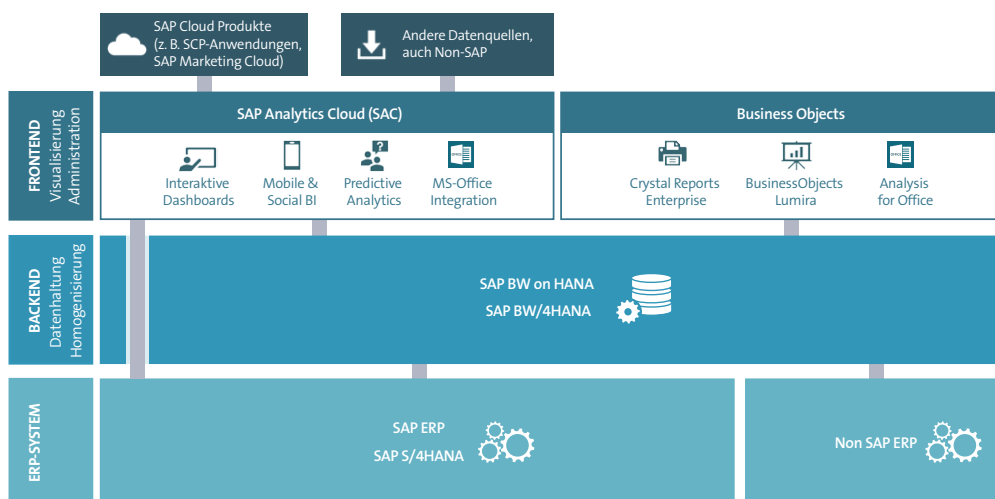 SAP Cloud Produkte
(z. B. SCP-Anwendungen,
SAP Marketing Cloud)
Andere Datenquellen,
auch Non-SAP
FRONTEND
Visualisierung
Administration
SAP Analytics Cloud (SAC)
Interaktive
Dashboards
Mobile &
Social BI
Predictive
Analytics
OFFICE
MS-Office
Integration
Business Objects
Crystal Reports
Enterprise
BusinessObjects
Lumira
OFFICE
Analysis
for Office
BACKEND
Datenhaltung
Homogenisierung
SAP BW on HANA
SAP BW/4HANA
ERP-SYSTEM
SAP ERP
SAP S/4HANA
Non SAP ERP